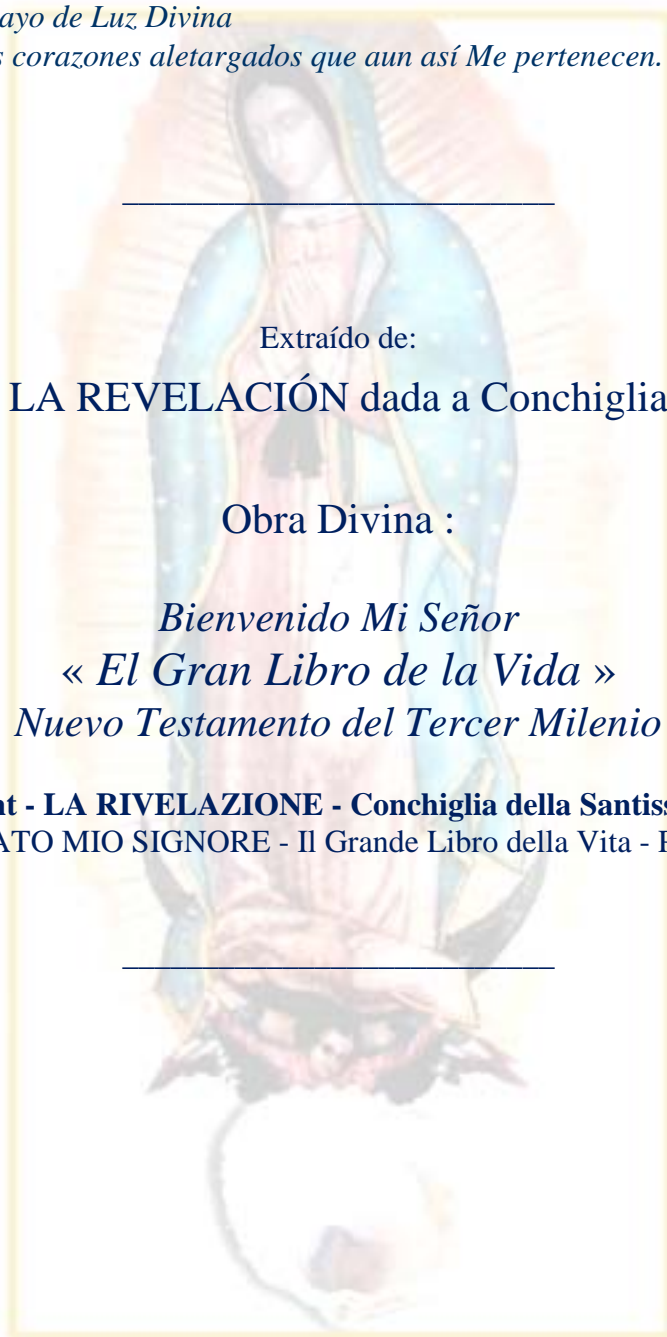 ayo de Luz Divina
s corazones aletargados que aun así Me pertenecen.
Extraído de:
LA REVELACIÓN dada a Conchiglia
Obra Divina :
Bienvenido Mi Señor
« El Gran Libro de la Vida »
Nuevo Testamento del Tercer Milenio
nt - LA RIVELAZIONE - Conchiglia della Santiss
ATO MIO SIGNORE - Il Grande Libro della Vita -